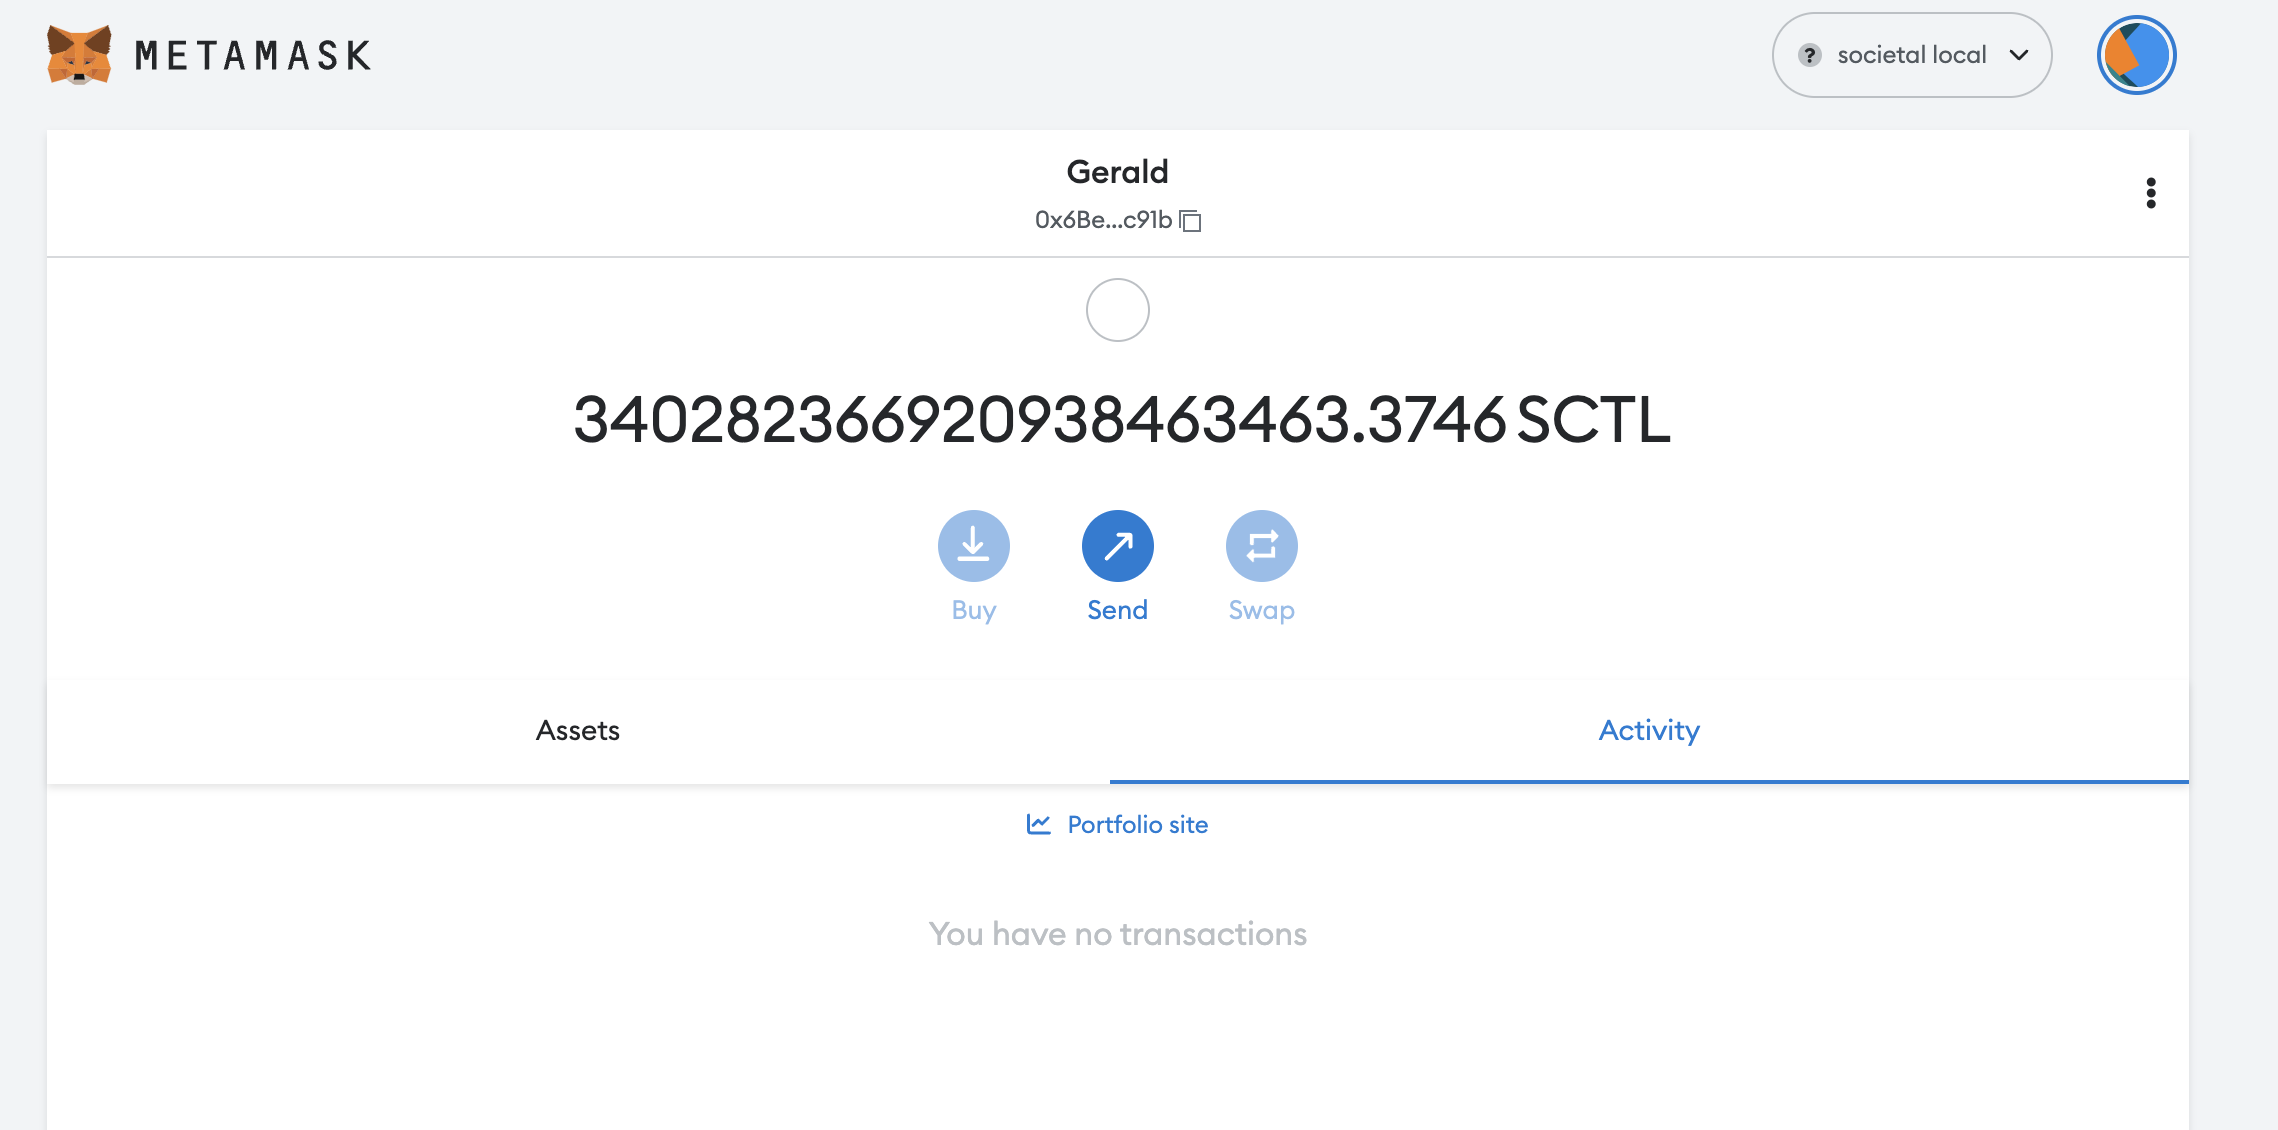 METAMASK
? societal local
Gerald
0x6Be...c91b
340282366920938463463.3746 SCTL
Buy Send Swap
Assets Activity
Portfolio site
You have no transactions